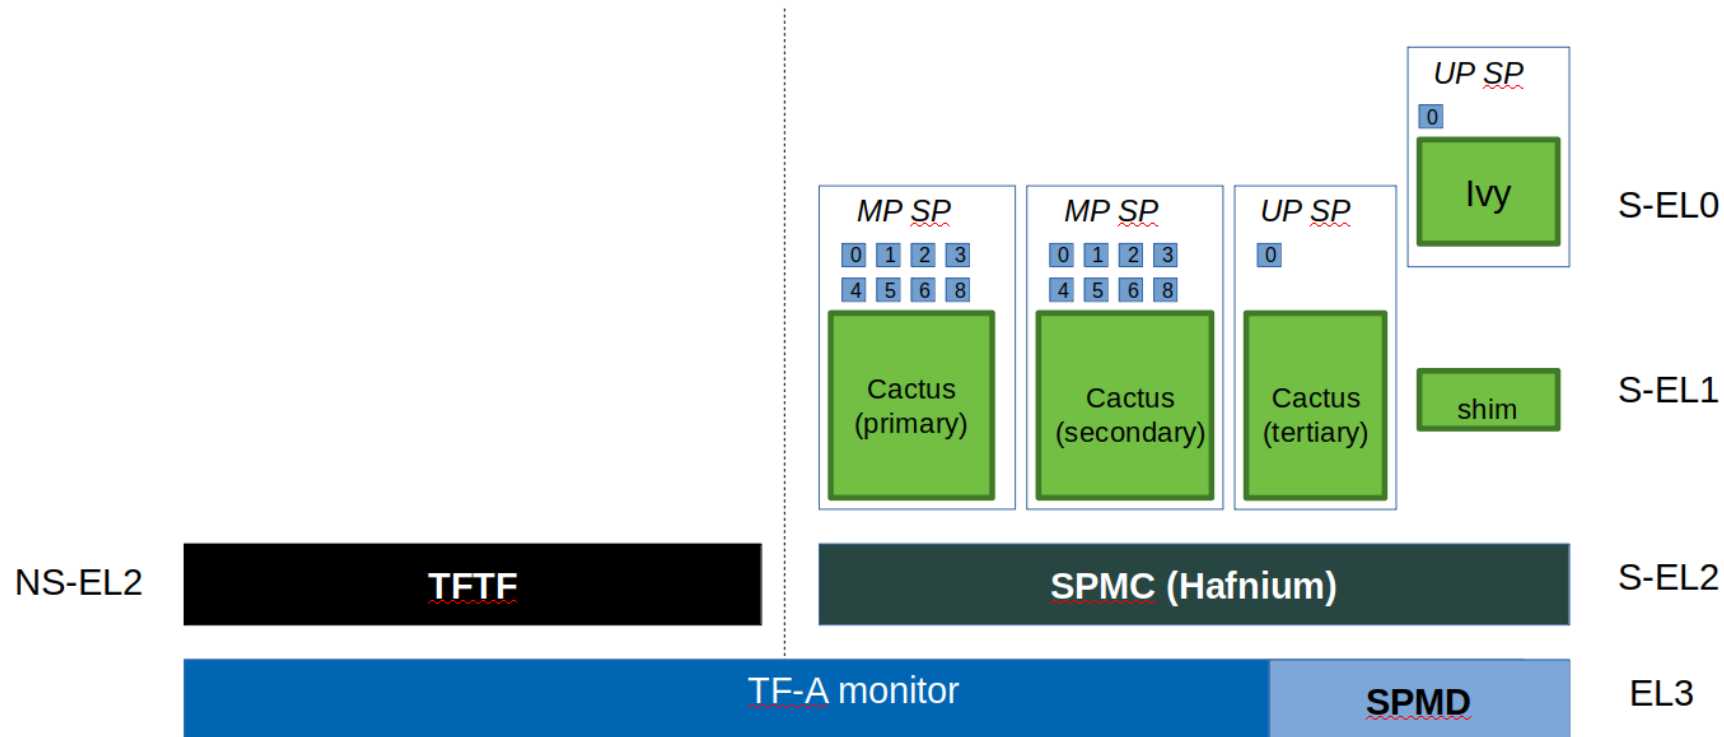 UP SP
0
Ivy
S-EL0
MP SP
0 1 2 3
4 5 6 8
Cactus
(primary)
MP SP
0 1 2 3
4 5 6 8
Cactus
(secondary)
UP SP
0
Cactus
(tertiary)
shim
S-EL1
NS-EL2
TFTF
SPMC (Hafnium)
S-EL2
TF-A monitor
SPMD
EL3